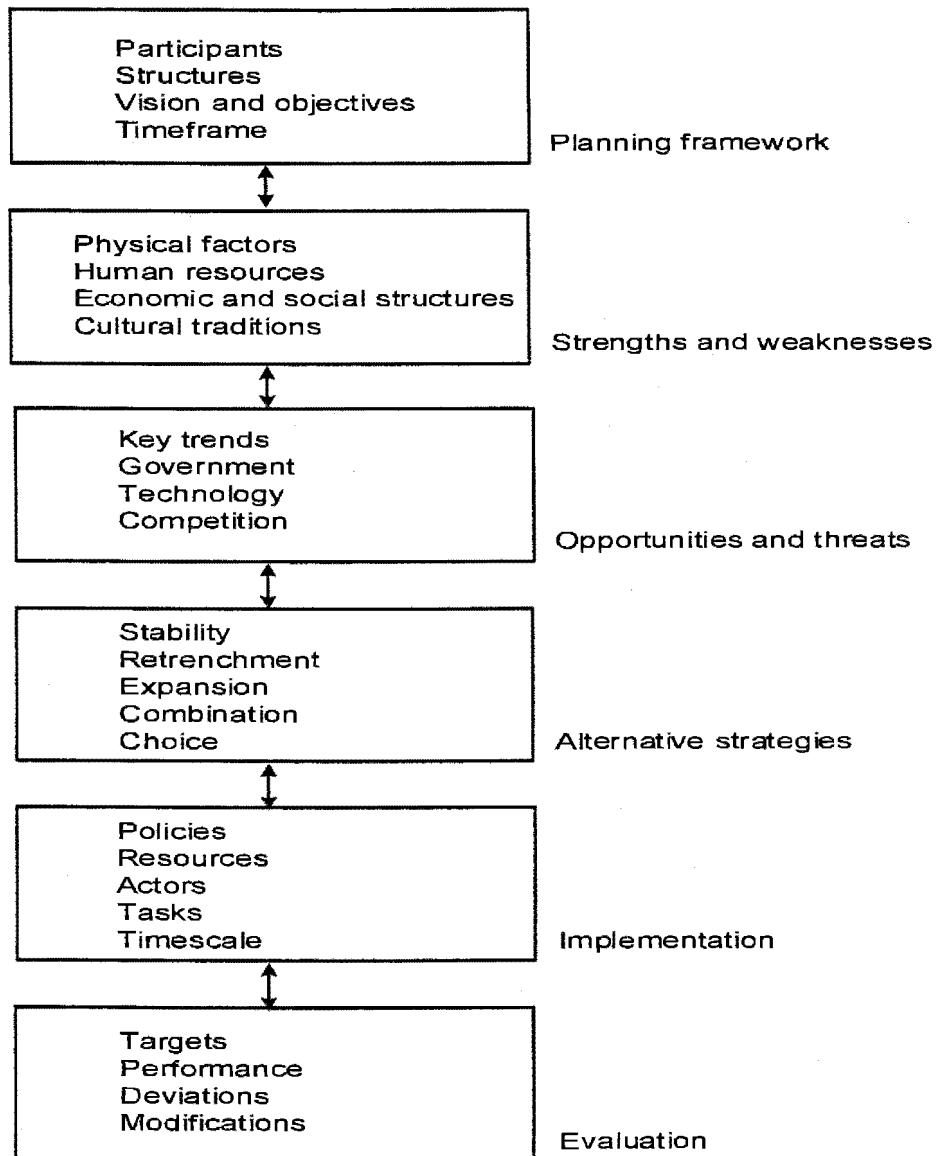 Participants
Structures
Vision and objectives
Timeframe
Planning framework
Physical factors
Human resources
Economic and social structures
Cultural traditions
Strengths and weaknesses
Key trends
Government
Technology
Competition
Opportunities and threats
Stability
Retrenchment
Expansion
Combination
Choice
Alternative strategies
Policies
Resources
Actors
Tasks
Timescale
Implementation
Targets
Performance
Deviations
Modifications
Evaluation